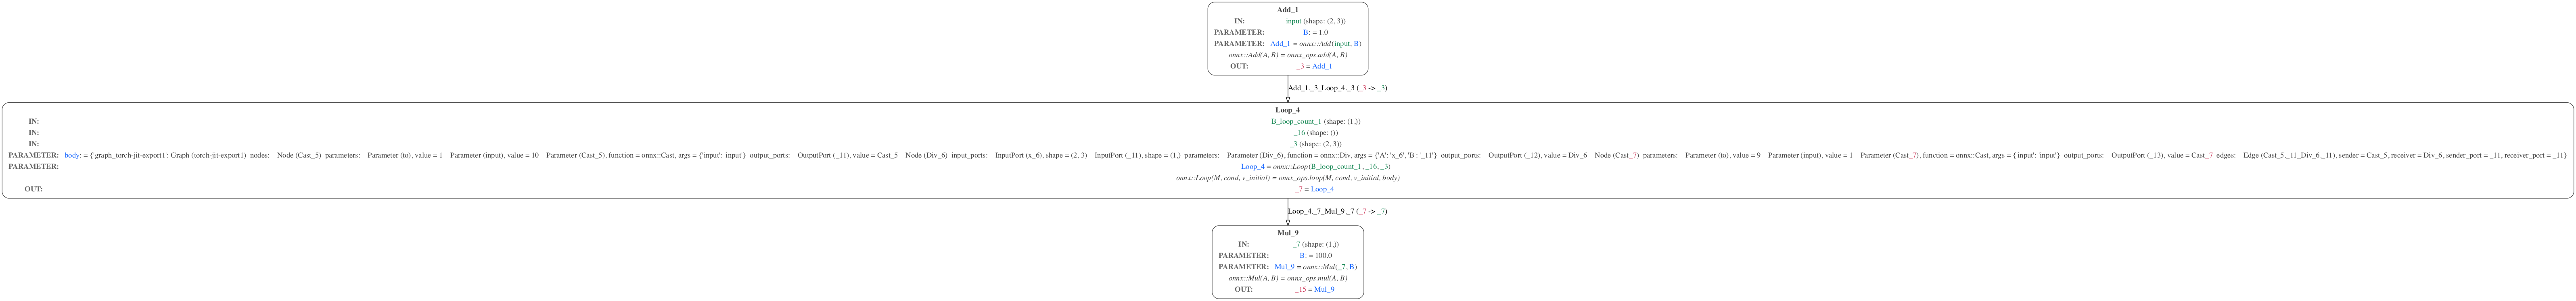 Add_1
IN: input (shape: (2, 3))
PARAMETER: B: = 1.0
PARAMETER: Add_1 = onnx::Add(input, B)
onnx::Add(A, B) = onnx_ops.add(A, B)
OUT: _3 = Add_1
Add_1._3_Loop_4._3 (_3 -> _3)
Loop_4
IN: B_loop_count_1 (shape: (1,))
IN: _16 (shape: ())
IN: _3 (shape: (2, 3))
PARAMETER: body: = {'graph_torch-jit-export1': Graph (torch-jit-export1) nodes: Node (Cast_5) parameters: Parameter (to), value = 1 Parameter (input), value = 10 Parameter (Cast_5), function = onnx::Cast, args = {'input': 'input'} output_ports: OutputPort (_11), value = Cast_5 Node (Div_6) input_ports: InputPort (x_6), shape = (2, 3) InputPort (_11), shape = (1,) parameters: Parameter (Div_6), function = onnx::Div, args = {'A': 'x_6', 'B': '_11'} output_ports: OutputPort (_12), value = Div_6 Node (Cast_7) parameters: Parameter (to), value = 9 Parameter (input), value = 1 Parameter (Cast_7), function = onnx::Cast, args = {'input': 'input'} output_ports: OutputPort (_13), value = Cast_7 edges: Edge (Cast_5._11_Div_6._11), sender = Cast_5, receiver = Div_6, sender_port = _11, receiver_port = _11}
PARAMETER: Loop_4 = onnx::Loop(B_loop_count_1, _16, _3)
onnx::Loop(M, cond, v_initial) = onnx_ops.loop(M, cond, v_initial, body)
OUT: _7 = Loop_4
Loop_4._7_Mul_9._7 (_7 -> _7)
Mul_9
IN: _7 (shape: (1,))
PARAMETER: B: = 100.0
PARAMETER: Mul_9 = onnx::Mul(_7, B)
onnx::Mul(A, B) = onnx_ops.mul(A, B)
OUT: _15 = Mul_9